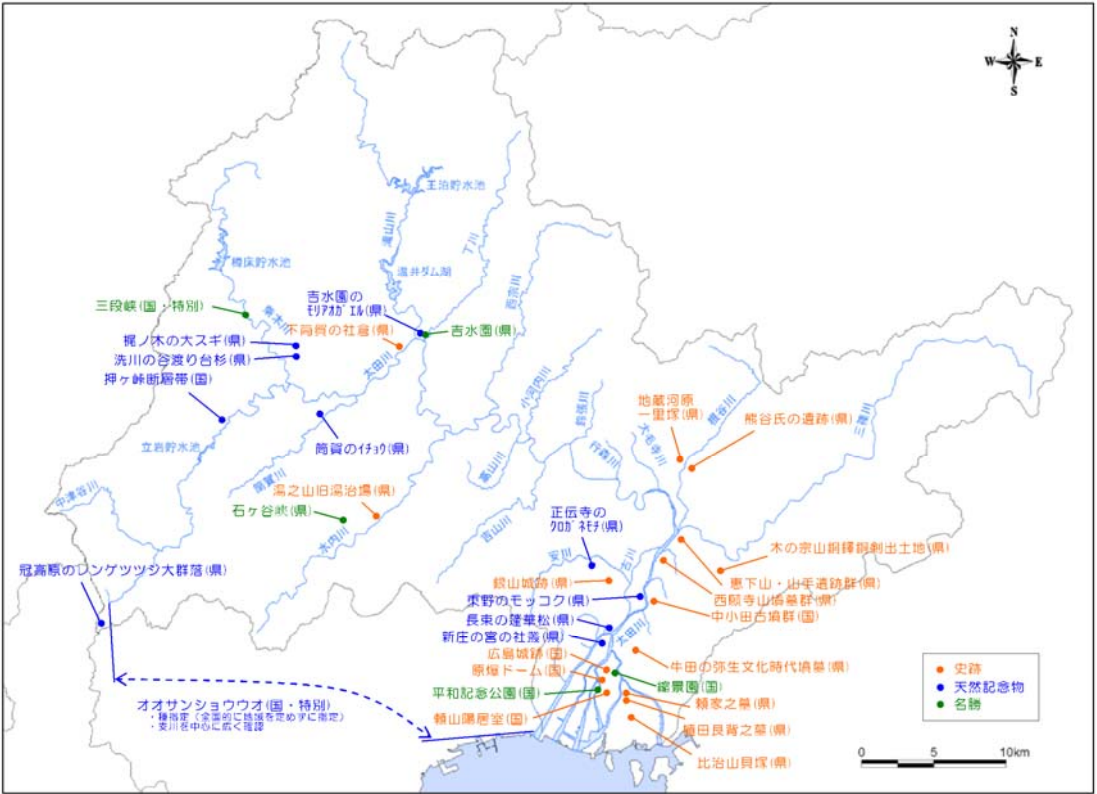 N
W E
S
王泊貯水池
滝山川
丁川
樽床貯水池
温井ダム湖
西宗川
三段峡(国・特別)
柴木川
吉水園の
ﾓﾘｱｵｶﾞｴﾙ(県)
吉水園(県)
梶ノ木の大スギ(県)
洗川の谷渡り台杉(県)
押ヶ峠断層帯(国)
太田川
小河内川
鈴張川
地蔵河原
一里塚(県)
根谷川
熊谷氏の遺跡(県)
三篠川
大毛寺川
行森川
立岩貯水池
筒賀のｲﾁｮｳ(県)
筒賀川
湯之山旧湯治場(県)
石ヶ谷峡(県)
水内川
中津谷川
吉山川
正伝寺の
ｸﾛｶﾞﾈﾓﾁ(県)
安川
古川
木の宗山銅鐸銅剣出土地(県)
冠高原のレンゲツツジ大群落(県)
銀山城跡(県)
恵下山・山手遺跡群(県)
西願寺山墳墓群(県)
東野のモッコク(県)
中小田古墳群(国)
長束の蓮華松(県)
新庄の宮の社叢(県)
太田川
広島城跡(国)
牛田の弥生文化時代墳墓(県)
原爆ドーム(国)
縮景園(国)
平和記念公園(国)
頼家之墓(県)
頼山陽居室(国)
植田艮背之墓(県)
比治山貝塚(県)
オオサンショウウオ(国・特別)
・種指定(全国的に地域を定めずに指定)
・支川を中心に広く確認
史跡
天然記念物
名勝
0 5 10km